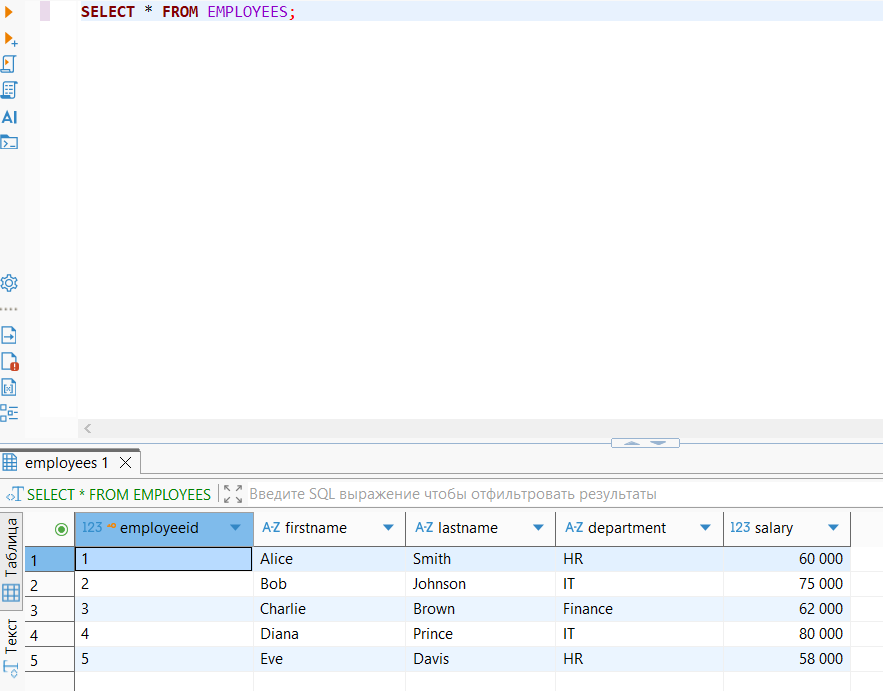 SELECT * FROM EMPLOYEES;
AI
employees 1
SELECT * FROM EMPLOYEES Введите SQL выражение чтобы отфильтровать результаты
Таблица
Текст
123 employeeid A-Z firstname A-Z lastname A-Z department 123 salary
1 1 Alice Smith HR 60 000
2 2 Bob Johnson IT 75 000
3 3 Charlie Brown Finance 62 000
4 4 Diana Prince IT 80 000
5 5 Eve Davis HR 58 000